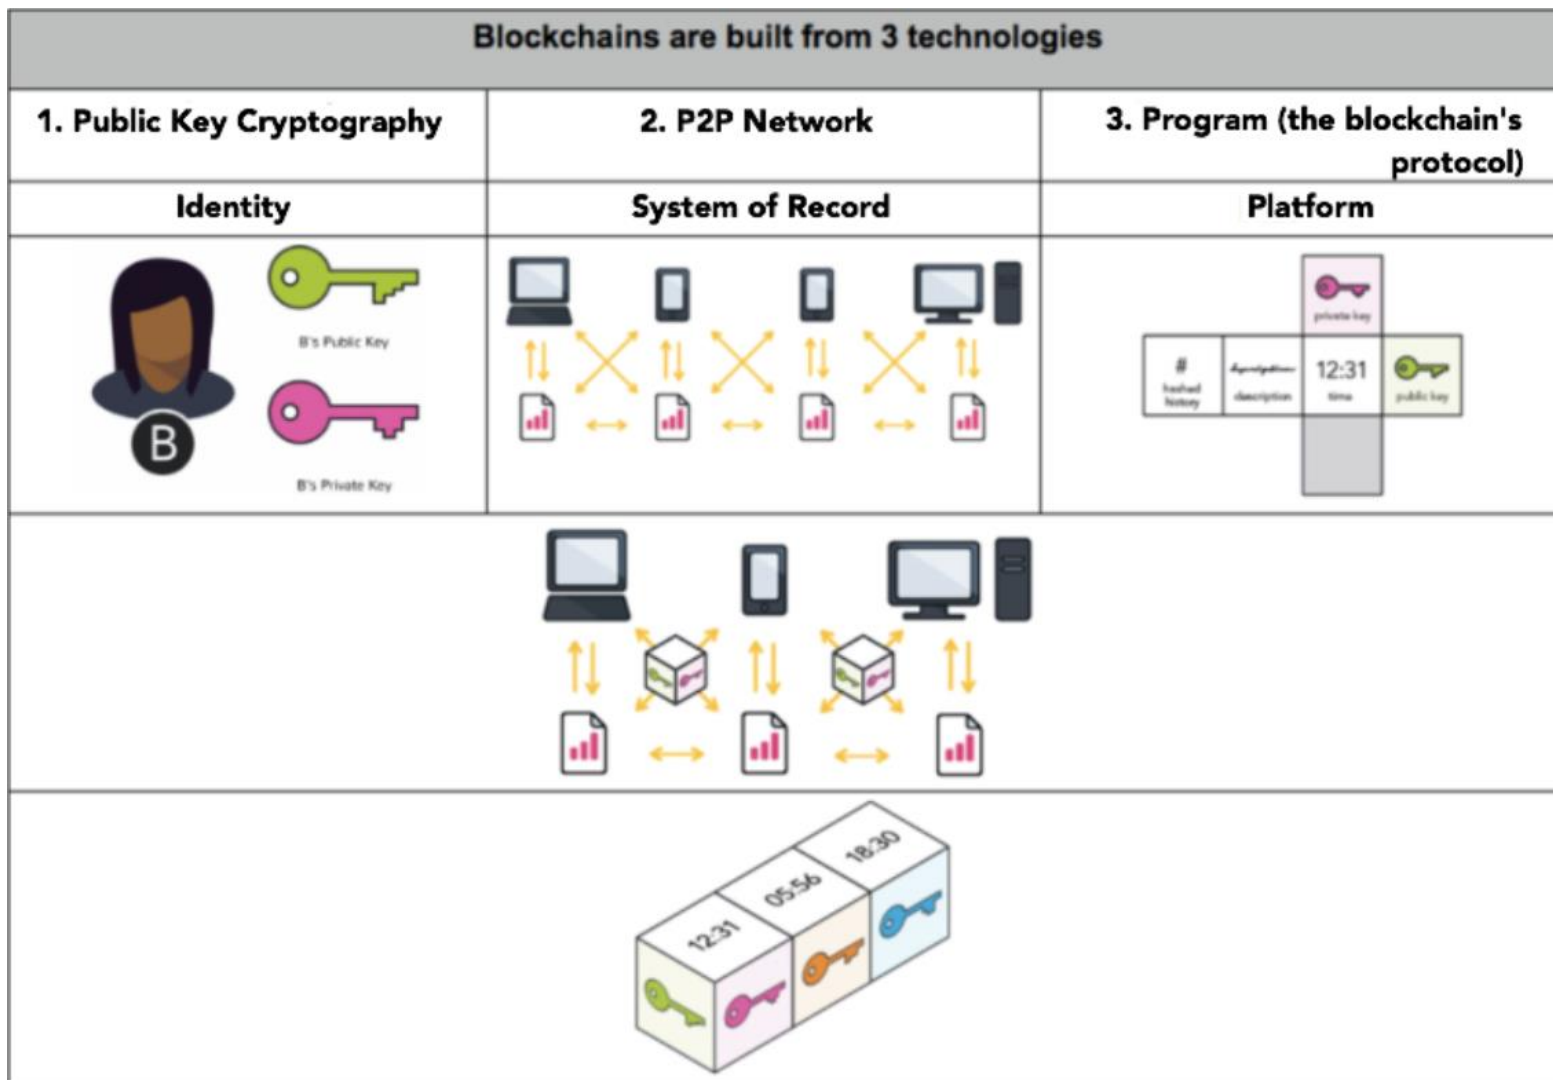 Blockchains are built from 3 technologies
1. Public Key Cryptography
2. P2P Network
3. Program (the blockchain's
protocol)
Identity
System of Record
Platform
B's Public Key
B
B's Private Key
private key
#
hashed
history
description
12:31
time
public key
12:31
05:56
18:30